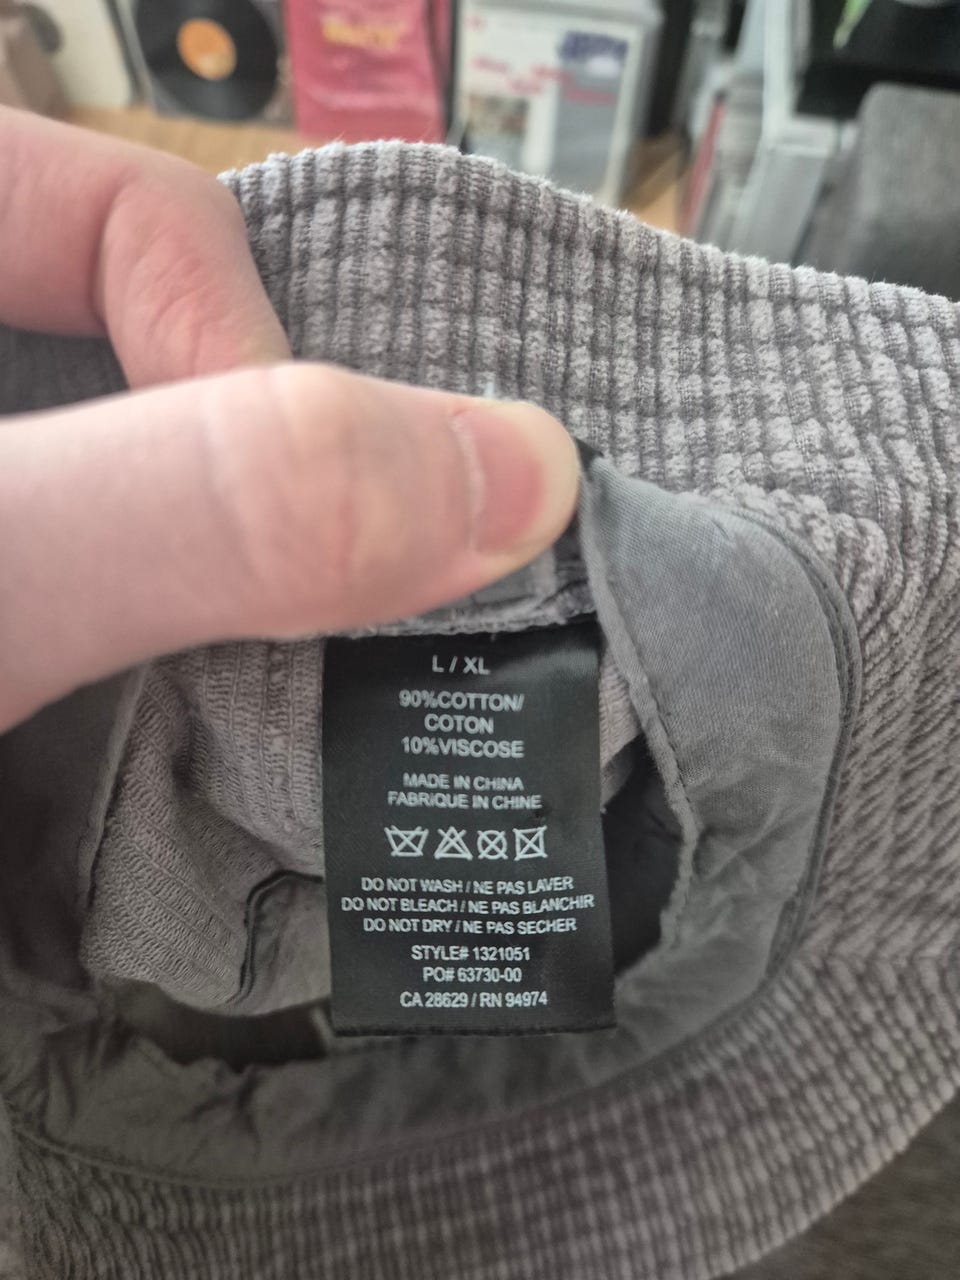 L / XL
90%COTTON/
COTON
10%VISCOSE
MADE IN CHINA
FABRIQUE IN CHINE
DO NOT WASH / NE PAS LAVER
DO NOT BLEACH / NE PAS BLANCHIR
DO NOT DRY / NE PAS SECHER
STYLE# 1321051
PO# 63730-00
CA 28629 / RN 94974